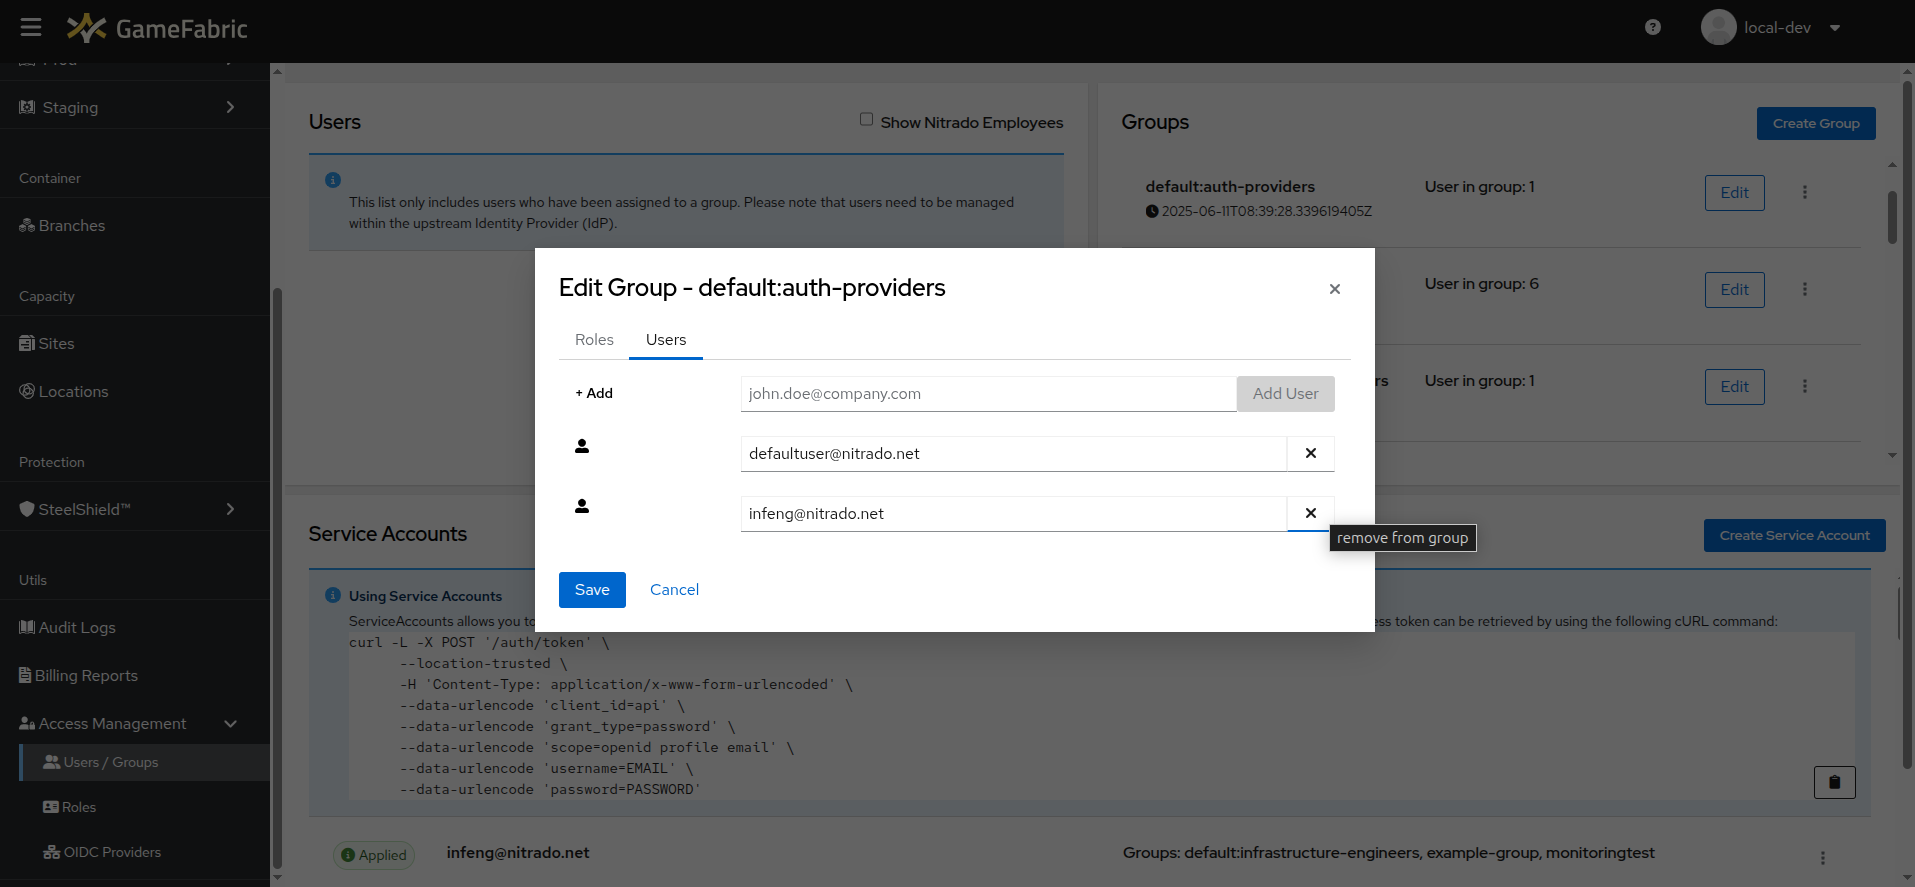 GameFabric
local-dev
Prod
Staging
Container
Branches
Capacity
Sites
Locations
Protection
SteelShield™
Utils
Audit Logs
Billing Reports
Access Management
Users / Groups
Roles
OIDC Providers
Users
Show Nitrado Employees
This list only includes users who have been assigned to a group. Please note that users need to be managed
within the upstream Identity Provider (IdP).
Groups
Create Group
default:auth-providers
2025-06-11T08:39:28.339619405Z
User in group: 1
Edit
User in group: 6
Edit
rs
User in group: 1
Edit
Edit Group - default:auth-providers
×
Roles
Users
+ Add
john.doe@company.com
Add User
defaultuser@nitrado.net
infeng@nitrado.net
remove from group
Save
Cancel
Service Accounts
Create Service Account
Using Service Accounts
ServiceAccounts allows you to
ess token can be retrieved by using the following cURL command:
curl -L -X POST '/auth/token' \
--location-trusted \
-H 'Content-Type: application/x-www-form-urlencoded' \
--data-urlencode 'client_id=api' \
--data-urlencode 'grant_type=password' \
--data-urlencode 'scope=openid profile email' \
--data-urlencode 'username=EMAIL' \
--data-urlencode 'password=PASSWORD'
Applied
infeng@nitrado.net
Groups: default:infrastructure-engineers, example-group, monitoringtest